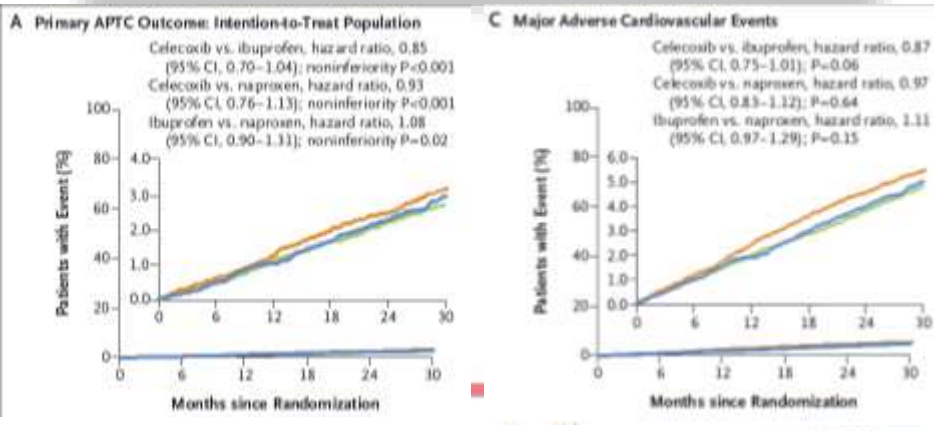 A Primary APTC Outcome: Intention-to-Treat Population
Celecoxib vs. ibuprofen, hazard ratio, 0.85
(95% CI, 0.70–1.04); noninferiority P<0.001
Celecoxib vs. naproxen, hazard ratio, 0.93
(95% CI, 0.76–1.13); noninferiority P<0.001
Ibuprofen vs. naproxen, hazard ratio, 1.08
(95% CI, 0.90–1.31); noninferiority P=0.02
Patients with Event (%)
100
80
60
40
20
0
4.0
3.0
2.0
1.0
0.0
0 6 12 18 24 30
0 6 12 18 24 30
Months since Randomization
C Major Adverse Cardiovascular Events
Celecoxib vs. ibuprofen, hazard ratio, 0.87
(95% CI, 0.75–1.01); P=0.06
Celecoxib vs. naproxen, hazard ratio, 0.97
(95% CI, 0.83–1.12); P=0.64
Ibuprofen vs. naproxen, hazard ratio, 1.11
(95% CI, 0.97–1.29); P=0.15
Patients with Event (%)
100
80
60
40
20
0
6.0
5.0
4.0
3.0
2.0
1.0
0.0
0 6 12 18 24 30
0 6 12 18 24 30
Months since Randomization